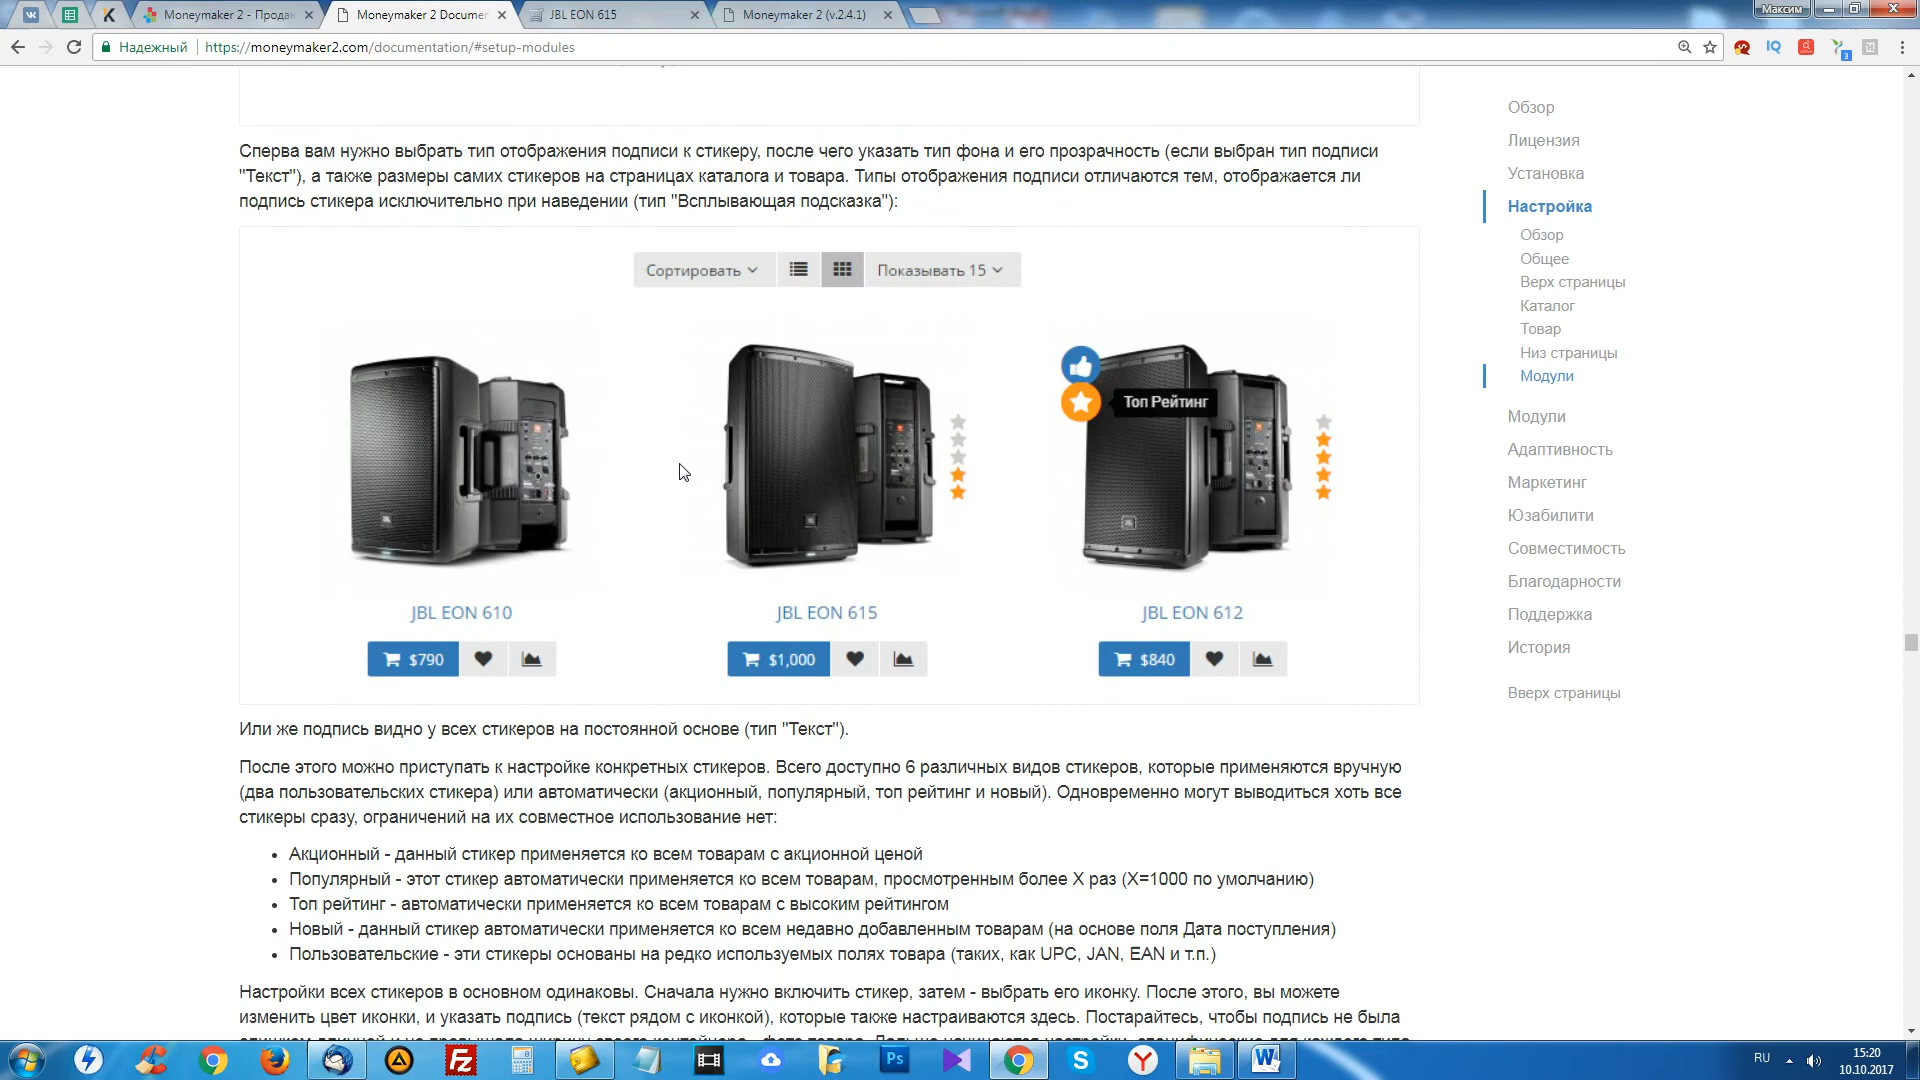 Moneymaker 2 - Прода
Moneymaker 2 Docume
JBL EON 615
Moneymaker 2 (v.2.4.1)
Максим
Надежный
https://moneymaker2.com/documentation/#setup-modules
IQ
3
Сперва вам нужно выбрать тип отображения подписи к стикеру, после чего указать тип фона и его прозрачность (если выбран тип подписи
"Текст"), а также размеры самих стикеров на страницах каталога и товара. Типы отображения подписи отличаются тем, отображается ли
подпись стикера исключительно при наведении (тип "Всплывающая подсказка"):
Сортировать
Показывать 15
Топ Рейтинг
JBL EON 610
JBL EON 615
JBL EON 612
$790
$1,000
$840
Или же подпись видно у всех стикеров на постоянной основе (тип "Текст").
После этого можно приступать к настройке конкретных стикеров. Всего доступно 6 различных видов стикеров, которые применяются вручную
(два пользовательских стикера) или автоматически (акционный, популярный, топ рейтинг и новый). Одновременно могут выводиться хоть все
стикеры сразу, ограничений на их совместное использование нет:
• Акционный - данный стикер применяется ко всем товарам с акционной ценой
• Популярный - этот стикер автоматически применяется ко всем товарам, просмотренным более X раз (X=1000 по умолчанию)
• Топ рейтинг - автоматически применяется ко всем товарам с высоким рейтингом
• Новый - данный стикер автоматически применяется ко всем недавно добавленным товарам (на основе поля Дата поступления)
• Пользовательские - эти стикеры основаны на редко используемых полях товара (таких, как UPC, JAN, EAN и т.п.)
Настройки всех стикеров в основном одинаковы. Сначала нужно включить стикер, затем - выбрать его иконку. После этого, вы можете
изменить цвет иконки, и указать подпись (текст рядом с иконкой), которые также настраиваются здесь. Постарайтесь, чтобы подпись не была
Обзор
Лицензия
Установка
Настройка
Обзор
Общее
Верх страницы
Каталог
Товар
Низ страницы
Модули
Модули
Адаптивность
Маркетинг
Юзабилити
Совместимость
Благодарности
Поддержка
История
Вверх страницы
RU
15:20
10.10.2017